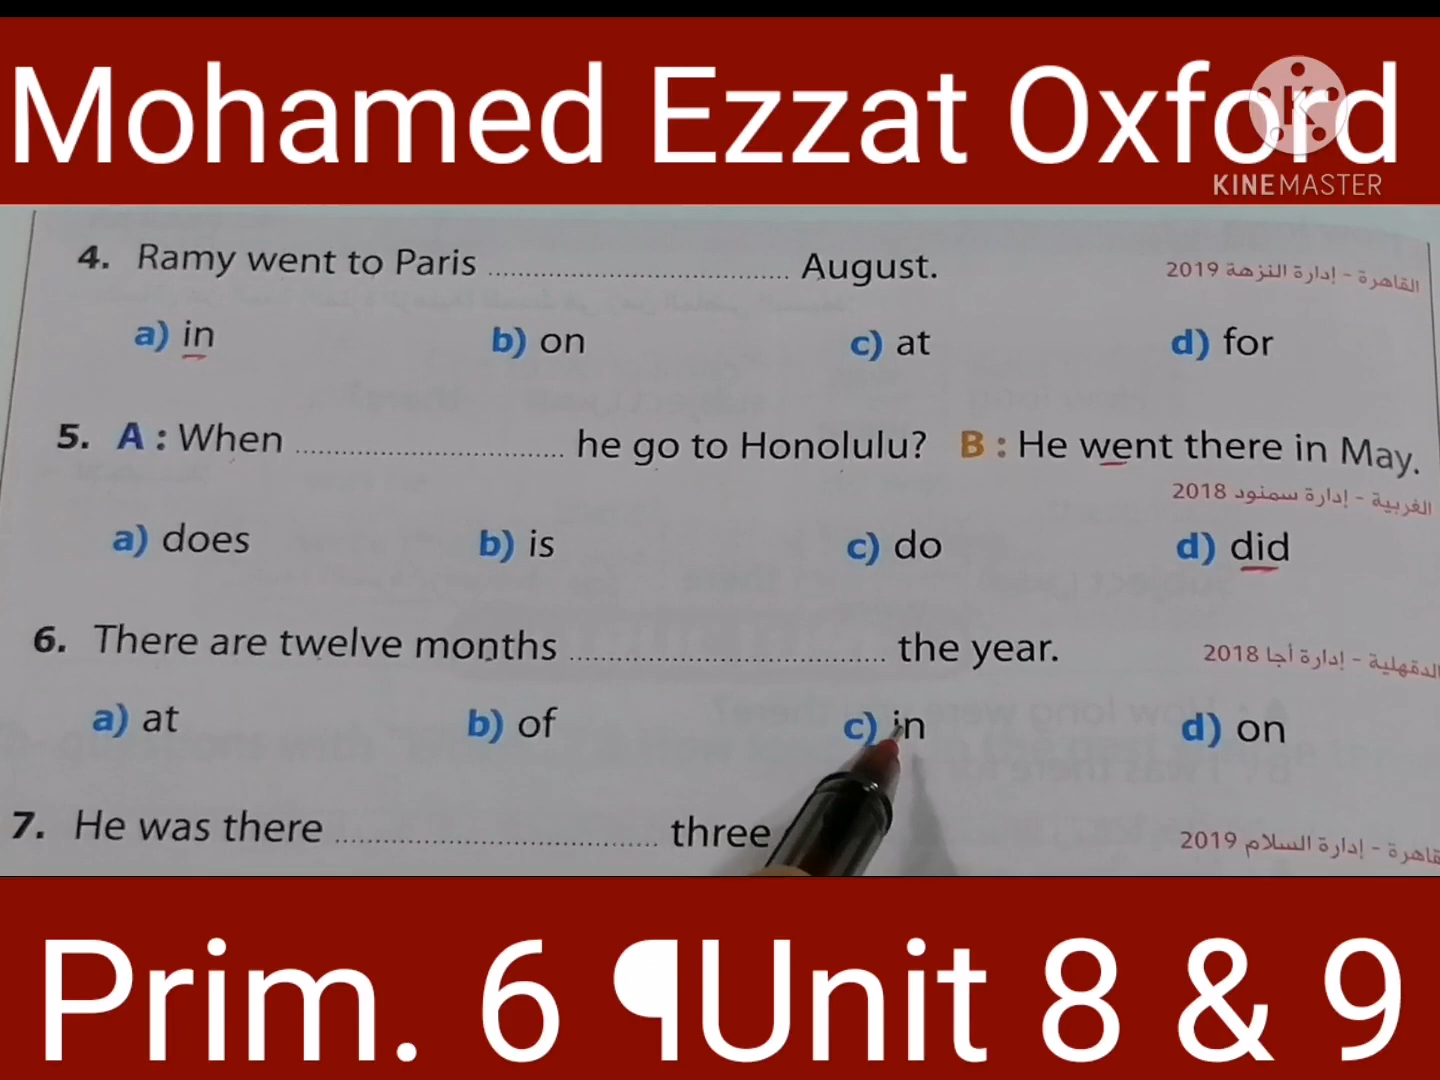 Mohamed Ezzat Oxford
KINEMASTER
4. Ramy went to Paris ........................ August. القاهرة - إدارة النزهة 2019
a) in b) on c) at d) for
5. A : When ........................ he go to Honolulu? B : He went there in May.
الغربية - إدارة سمنود 2018
a) does b) is c) do d) did
6. There are twelve months ........................ the year. الدقهلية - إدارة أجا 2018
a) at b) of c) in d) on
7. He was there ........................ three إدارة السلام 2019
Prim. 6 ¶Unit 8 & 9